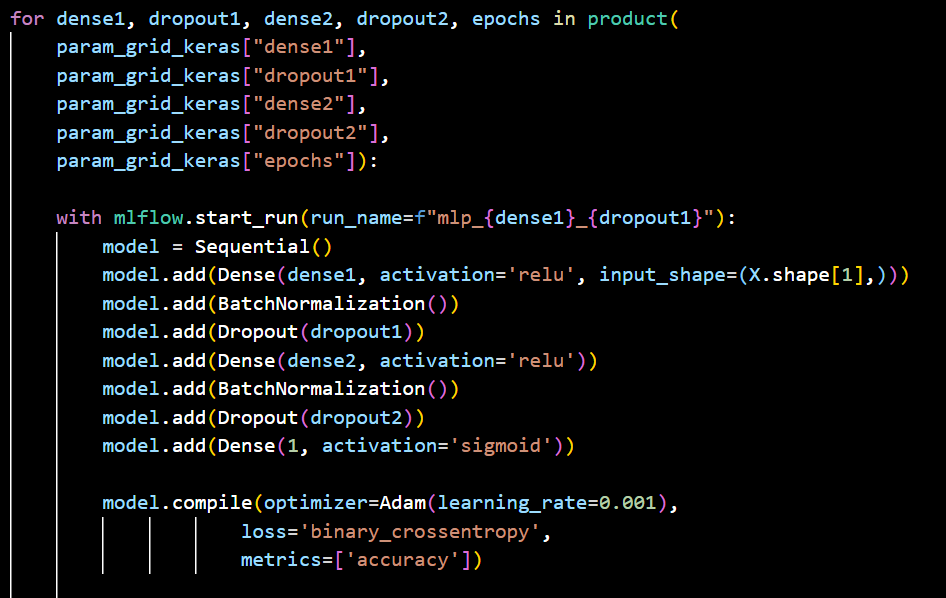 for dense1, dropout1, dense2, dropout2, epochs in product(
    param_grid_keras["dense1"],
    param_grid_keras["dropout1"],
    param_grid_keras["dense2"],
    param_grid_keras["dropout2"],
    param_grid_keras["epochs"]):

    with mlflow.start_run(run_name=f"mlp_{dense1}_{dropout1}"):
        model = Sequential()
        model.add(Dense(dense1, activation='relu', input_shape=(X.shape[1],)))
        model.add(BatchNormalization())
        model.add(Dropout(dropout1))
        model.add(Dense(dense2, activation='relu'))
        model.add(BatchNormalization())
        model.add(Dropout(dropout2))
        model.add(Dense(1, activation='sigmoid'))

        model.compile(optimizer=Adam(learning_rate=0.001),
                    loss='binary_crossentropy',
                    metrics=['accuracy'])